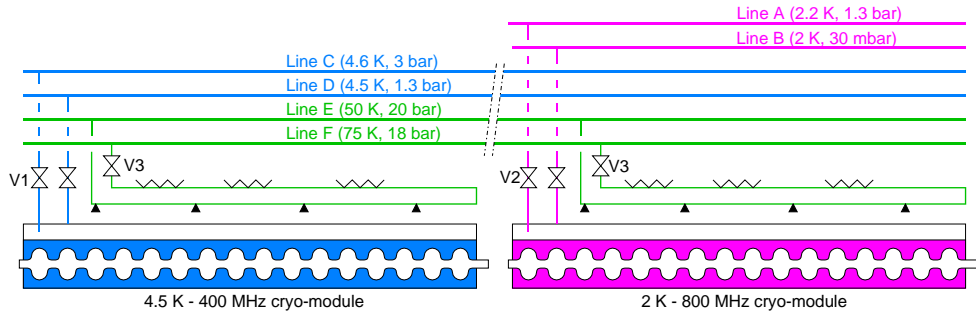 Line A (2.2 K, 1.3 bar)
Line B (2 K, 30 mbar)
Line C (4.6 K, 3 bar)
Line D (4.5 K, 1.3 bar)
Line E (50 K, 20 bar)
Line F (75 K, 18 bar)
V1
V3
V2
V3
4.5 K - 400 MHz cryo-module
2 K - 800 MHz cryo-module